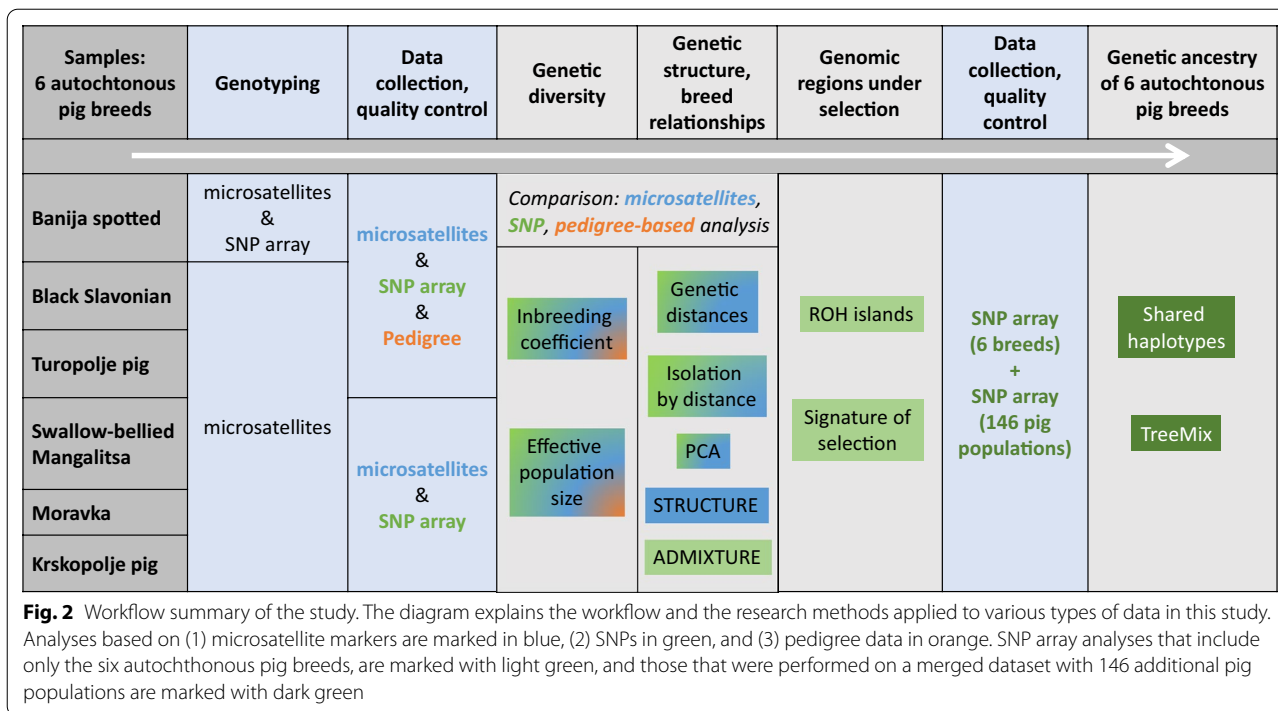 Samples:
6 autochtonous
pig breeds
Genotyping
Data
collection,
quality control
Genetic
diversity
Genetic
structure,
breed
relationships
Genomic
regions under
selection
Data
collection,
quality
control
Genetic ancestry
of 6 autochtonous
pig breeds
Banija spotted
Black Slavonian
Turopolje pig
Swallow-bellied
Mangalitsa
Moravka
Krskopolje pig
microsatellites
&
SNP array
microsatellites
microsatellites
&
SNP array
&
Pedigree
microsatellites
&
SNP array
Comparison: microsatellites,
SNP, pedigree-based analysis
Inbreeding
coefficient
Effective
population
size
Genetic
distances
Isolation
by distance
PCA
STRUCTURE
ADMIXTURE
ROH islands
Signature of
selection
SNP array
(6 breeds)
+
SNP array
(146 pig
populations)
Shared
haplotypes
TreeMix
Fig. 2 Workflow summary of the study. The diagram explains the workflow and the research methods applied to various types of data in this study.
Analyses based on (1) microsatellite markers are marked in blue, (2) SNPs in green, and (3) pedigree data in orange. SNP array analyses that include
only the six autochthonous pig breeds, are marked with light green, and those that were performed on a merged dataset with 146 additional pig
populations are marked with dark green